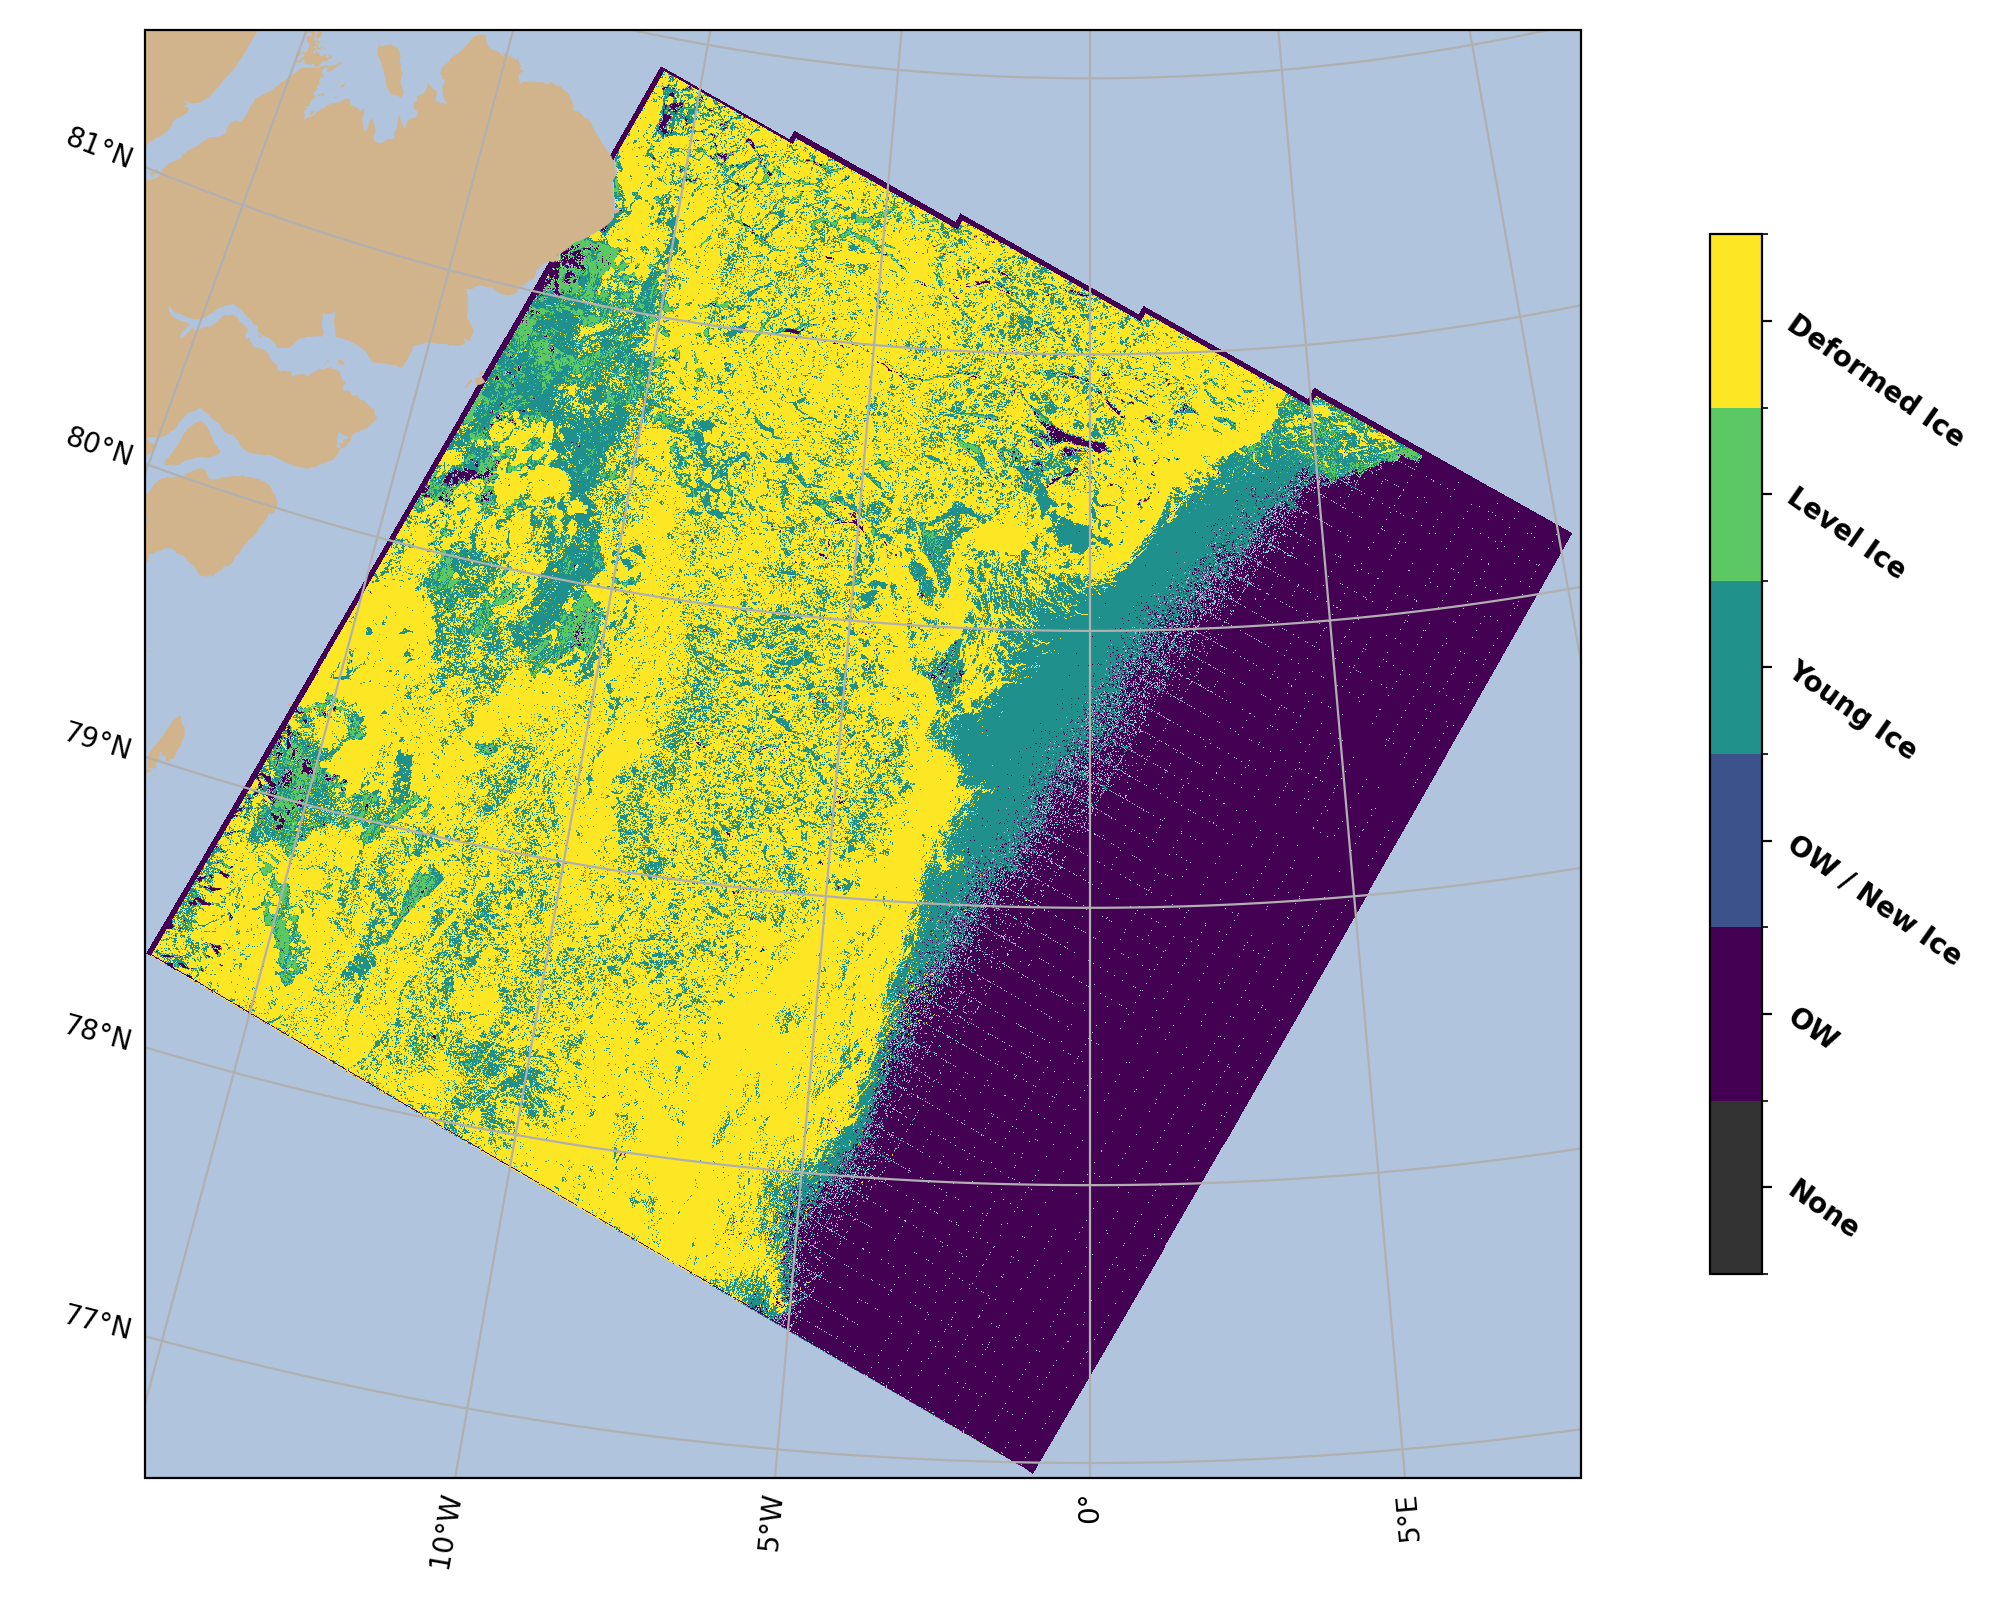 81°N
80°N
79°N
78°N
77°N
10°W
5°W
0°
5°E
Deformed Ice
Level Ice
Young Ice
OW / New Ice
OW
None